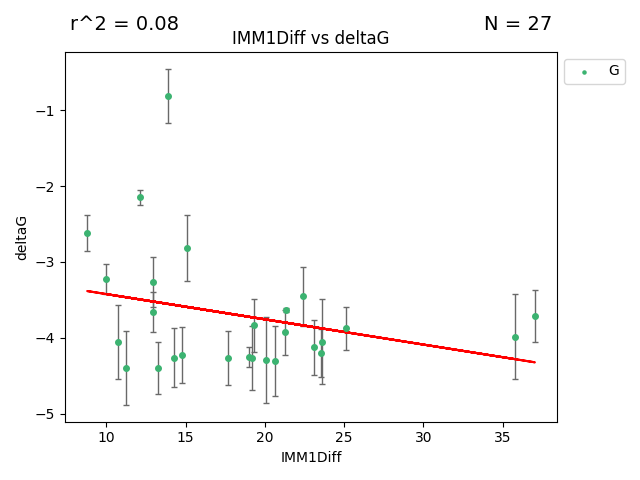 r^2 = 0.08
N = 27
IMM1Diff vs deltaG
G
deltaG
−1
−2
−3
−4
−5
10 15 20 25 30 35
IMM1Diff